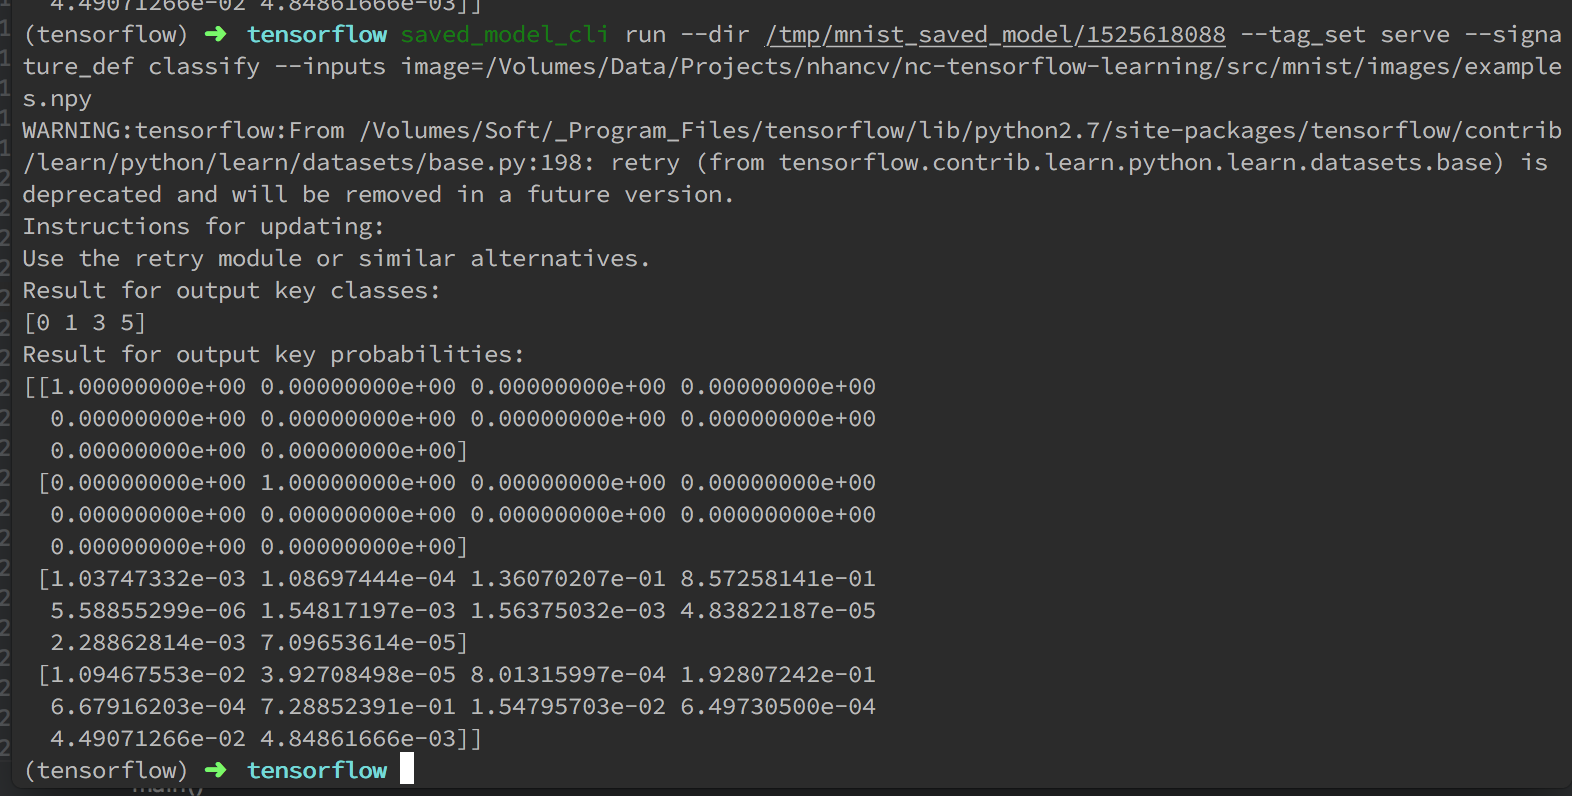 4.49071266e-02 4.84861666e-03]]
(tensorflow) ➜ tensorflow saved_model_cli run --dir /tmp/mnist_saved_model/1525618088 --tag_set serve --signa
ture_def classify --inputs image=/Volumes/Data/Projects/nhancv/nc-tensorflow-learning/src/mnist/images/example
s.npy
WARNING:tensorflow:From /Volumes/Soft/_Program_Files/tensorflow/lib/python2.7/site-packages/tensorflow/contrib
/learn/python/learn/datasets/base.py:198: retry (from tensorflow.contrib.learn.python.learn.datasets.base) is
deprecated and will be removed in a future version.
Instructions for updating:
Use the retry module or similar alternatives.
Result for output key classes:
[0 1 3 5]
Result for output key probabilities:
[[1.00000000e+00 0.00000000e+00 0.00000000e+00 0.00000000e+00
0.00000000e+00 0.00000000e+00 0.00000000e+00 0.00000000e+00
0.00000000e+00 0.00000000e+00]
[0.00000000e+00 1.00000000e+00 0.00000000e+00 0.00000000e+00
0.00000000e+00 0.00000000e+00 0.00000000e+00 0.00000000e+00
0.00000000e+00 0.00000000e+00]
[1.03747332e-03 1.08697444e-04 1.36070207e-01 8.57258141e-01
5.58855299e-06 1.54817197e-03 1.56375032e-03 4.83822187e-05
2.28862814e-03 7.09653614e-05]
[1.09467553e-02 3.92708498e-05 8.01315997e-04 1.92807242e-01
6.67916203e-04 7.28852391e-01 1.54795703e-02 6.49730500e-04
4.49071266e-02 4.84861666e-03]]
(tensorflow) ➜ tensorflow
main()